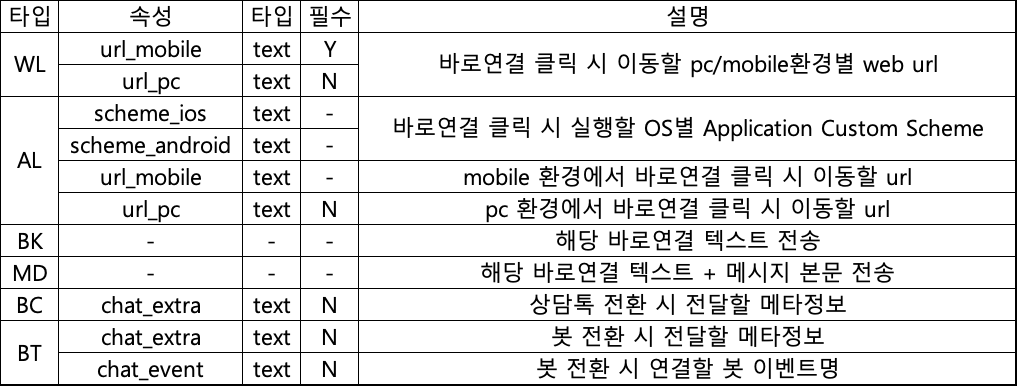 타입 속성 타입 필수 설명
WL url_mobile text Y 바로연결 클릭 시 이동할 pc/mobile환경별 web url
url_pc text N
AL scheme_ios text - 바로연결 클릭 시 실행할 OS별 Application Custom Scheme
scheme_android text -
url_mobile text - mobile 환경에서 바로연결 클릭 시 이동할 url
url_pc text N pc 환경에서 바로연결 클릭 시 이동할 url
BK - - - 해당 바로연결 텍스트 전송
MD - - - 해당 바로연결 텍스트 + 메시지 본문 전송
BC chat_extra text N 상담톡 전환 시 전달할 메타정보
BT chat_extra text N 봇 전환 시 전달할 메타정보
chat_event text N 봇 전환 시 연결할 봇 이벤트명